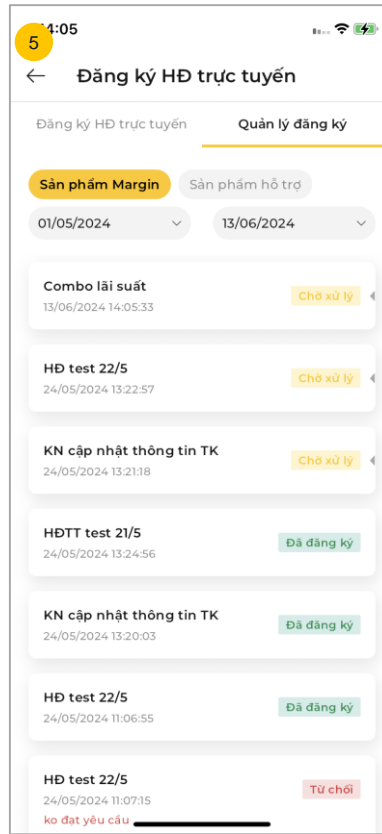 5
4:05
Đăng ký HĐ trực tuyến
Đăng ký HĐ trực tuyến Quản lý đăng ký
Sản phẩm Margin Sản phẩm hỗ trợ
01/05/2024 13/06/2024
Combo lãi suất
Chờ xử lý
13/06/2024 14:05:33
HĐ test 22/5
Chờ xử lý
24/05/2024 13:22:57
KN cập nhật thông tin TK
Chờ xử lý
24/05/2024 13:21:18
HĐTT test 21/5
Đã đăng ký
24/05/2024 13:24:56
KN cập nhật thông tin TK
Đã đăng ký
24/05/2024 13:20:03
HĐ test 22/5
Đã đăng ký
24/05/2024 11:06:55
HĐ test 22/5
Từ chối
24/05/2024 11:07:15
ko đạt yêu cầu